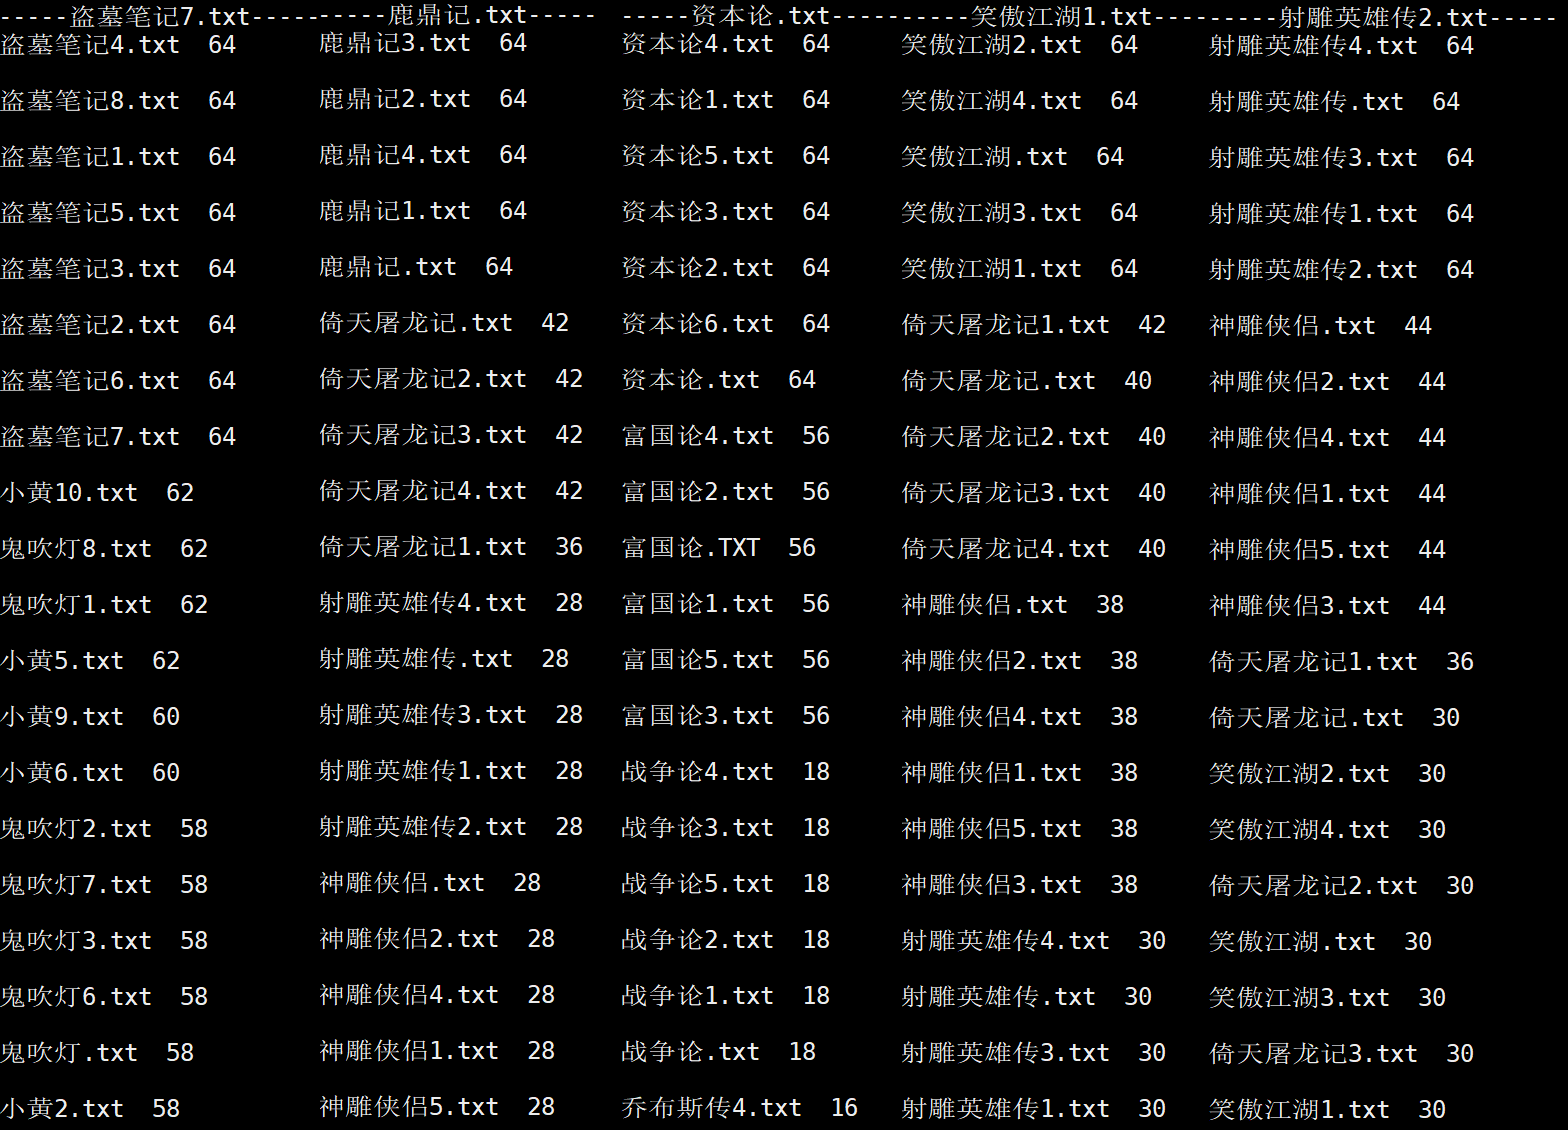 -----盗墓笔记7.txt----------鹿鼎记.txt----- -----资本论.txt----------笑傲江湖1.txt---------射雕英雄传2.txt-----
盗墓笔记4.txt 64 鹿鼎记3.txt 64 资本论4.txt 64 笑傲江湖2.txt 64 射雕英雄传4.txt 64
盗墓笔记8.txt 64 鹿鼎记2.txt 64 资本论1.txt 64 笑傲江湖4.txt 64 射雕英雄传.txt 64
盗墓笔记1.txt 64 鹿鼎记4.txt 64 资本论5.txt 64 笑傲江湖.txt 64 射雕英雄传3.txt 64
盗墓笔记5.txt 64 鹿鼎记1.txt 64 资本论3.txt 64 笑傲江湖3.txt 64 射雕英雄传1.txt 64
盗墓笔记3.txt 64 鹿鼎记.txt 64 资本论2.txt 64 笑傲江湖1.txt 64 射雕英雄传2.txt 64
盗墓笔记2.txt 64 倚天屠龙记.txt 42 资本论6.txt 64 倚天屠龙记1.txt 42 神雕侠侣.txt 44
盗墓笔记6.txt 64 倚天屠龙记2.txt 42 资本论.txt 64 倚天屠龙记.txt 40 神雕侠侣2.txt 44
盗墓笔记7.txt 64 倚天屠龙记3.txt 42 富国论4.txt 56 倚天屠龙记2.txt 40 神雕侠侣4.txt 44
小黄10.txt 62 倚天屠龙记4.txt 42 富国论2.txt 56 倚天屠龙记3.txt 40 神雕侠侣1.txt 44
鬼吹灯8.txt 62 倚天屠龙记1.txt 36 富国论.TXT 56 倚天屠龙记4.txt 40 神雕侠侣5.txt 44
鬼吹灯1.txt 62 射雕英雄传4.txt 28 富国论1.txt 56 神雕侠侣.txt 38 神雕侠侣3.txt 44
小黄5.txt 62 射雕英雄传.txt 28 富国论5.txt 56 神雕侠侣2.txt 38 倚天屠龙记1.txt 36
小黄9.txt 60 射雕英雄传3.txt 28 富国论3.txt 56 神雕侠侣4.txt 38 倚天屠龙记.txt 30
小黄6.txt 60 射雕英雄传1.txt 28 战争论4.txt 18 神雕侠侣1.txt 38 笑傲江湖2.txt 30
鬼吹灯2.txt 58 射雕英雄传2.txt 28 战争论3.txt 18 神雕侠侣5.txt 38 笑傲江湖4.txt 30
鬼吹灯7.txt 58 神雕侠侣.txt 28 战争论5.txt 18 神雕侠侣3.txt 38 倚天屠龙记2.txt 30
鬼吹灯3.txt 58 神雕侠侣2.txt 28 战争论2.txt 18 射雕英雄传4.txt 30 笑傲江湖.txt 30
鬼吹灯6.txt 58 神雕侠侣4.txt 28 战争论1.txt 18 射雕英雄传.txt 30 笑傲江湖3.txt 30
鬼吹灯.txt 58 神雕侠侣1.txt 28 战争论.txt 18 射雕英雄传3.txt 30 倚天屠龙记3.txt 30
小黄2.txt 58 神雕侠侣5.txt 28 乔布斯传4.txt 16 射雕英雄传1.txt 30 笑傲江湖1.txt 30